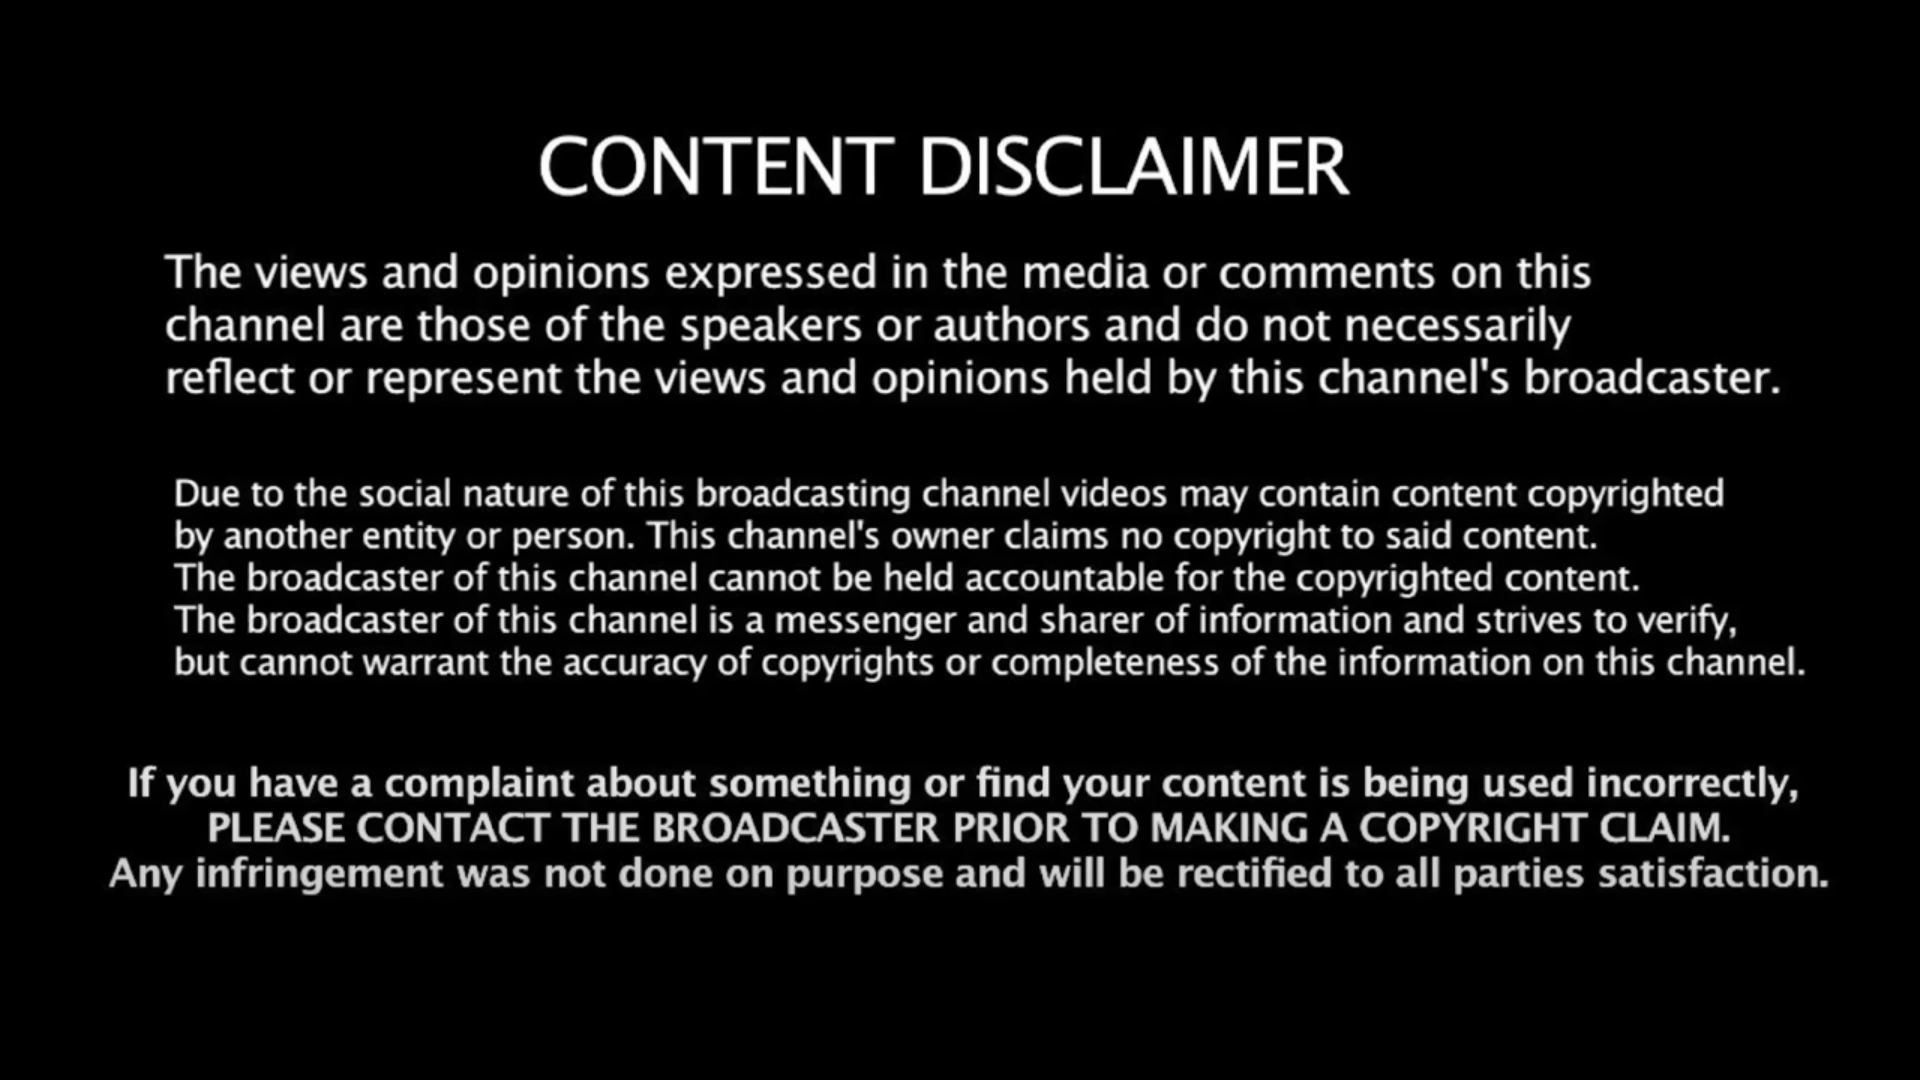 CONTENT DISCLAIMER
The views and opinions expressed in the media or comments on this
channel are those of the speakers or authors and do not necessarily
reflect or represent the views and opinions held by this channel's broadcaster.
Due to the social nature of this broadcasting channel videos may contain content copyrighted
by another entity or person. This channel's owner claims no copyright to said content.
The broadcaster of this channel cannot be held accountable for the copyrighted content.
The broadcaster of this channel is a messenger and sharer of information and strives to verify,
but cannot warrant the accuracy of copyrights or completeness of the information on this channel.
If you have a complaint about something or find your content is being used incorrectly,
PLEASE CONTACT THE BROADCASTER PRIOR TO MAKING A COPYRIGHT CLAIM.
Any infringement was not done on purpose and will be rectified to all parties satisfaction.